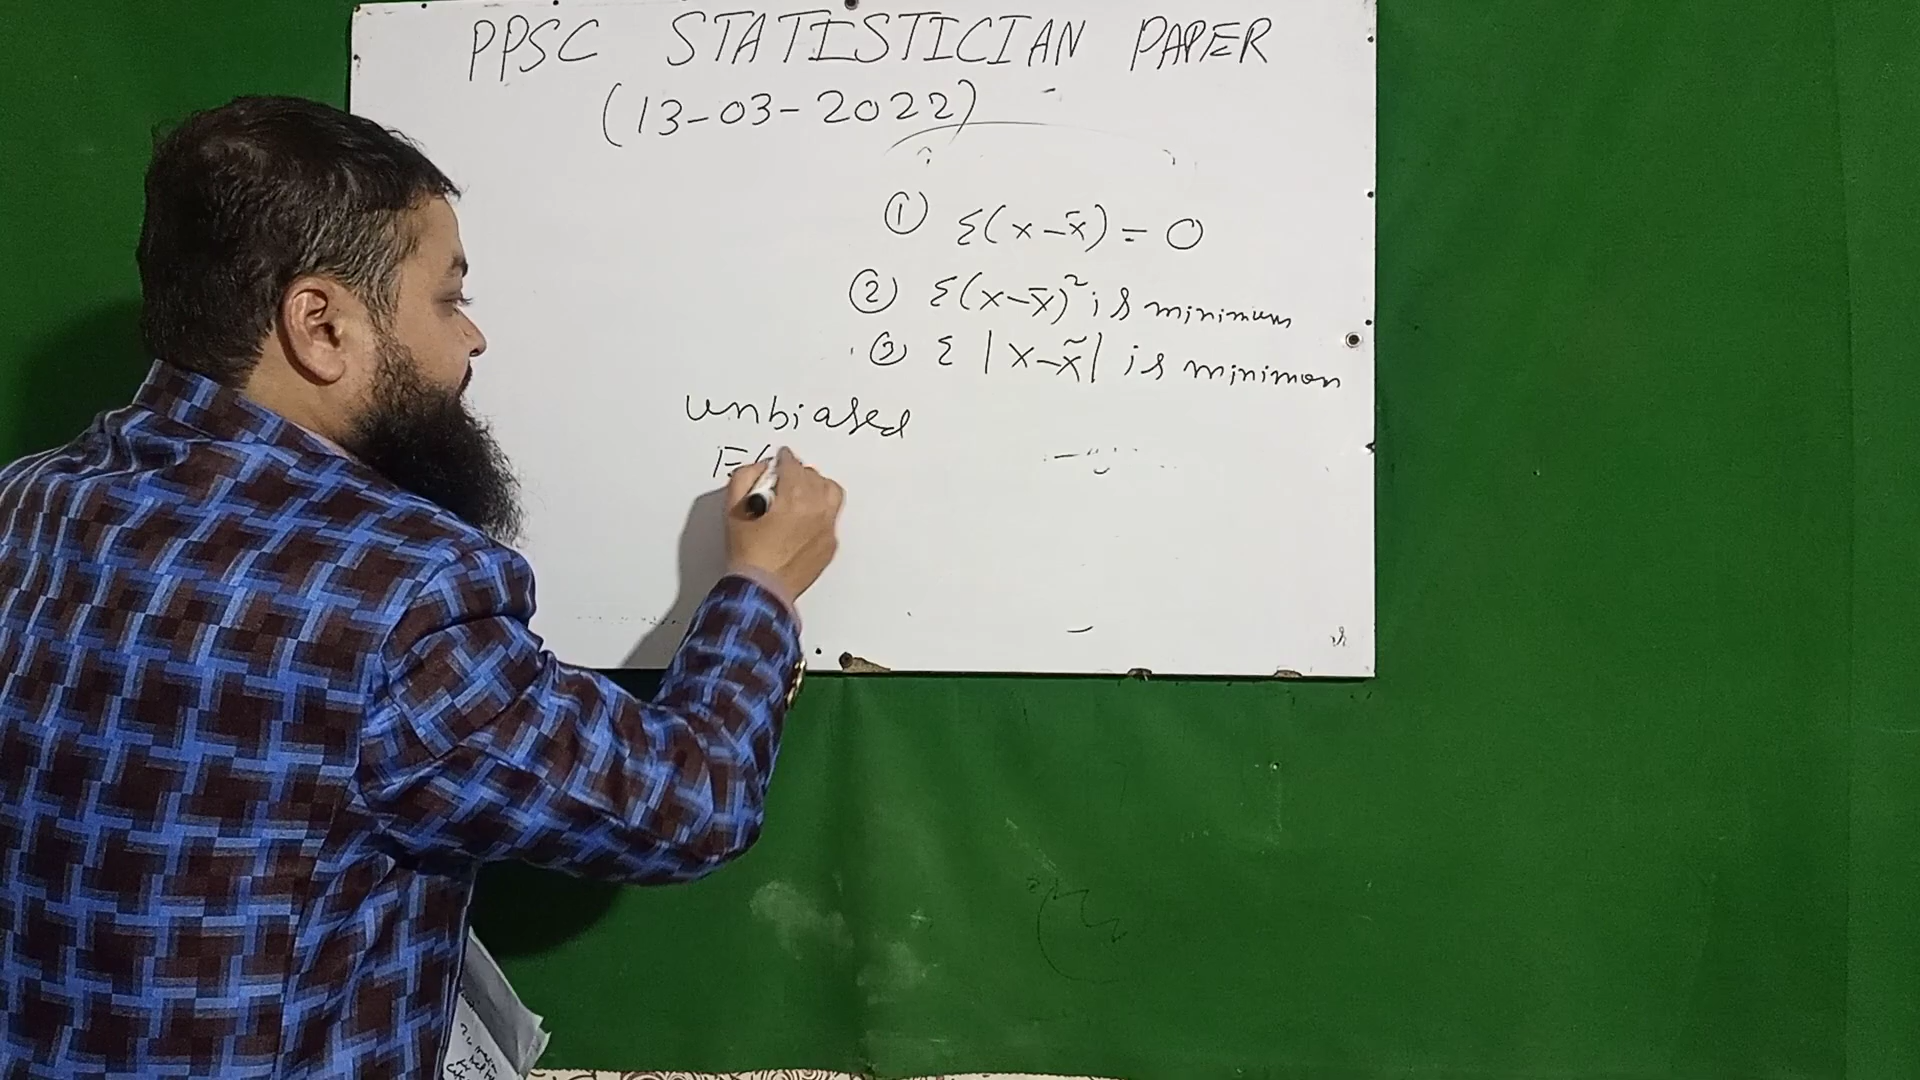 PPSC STATISTICIAN PAPER
(13-03-2022)
① Σ(x-x̄) = 0
② Σ(x-x̄)² is minimum
③ Σ |x-x̃| is minimum
unbiased
E(